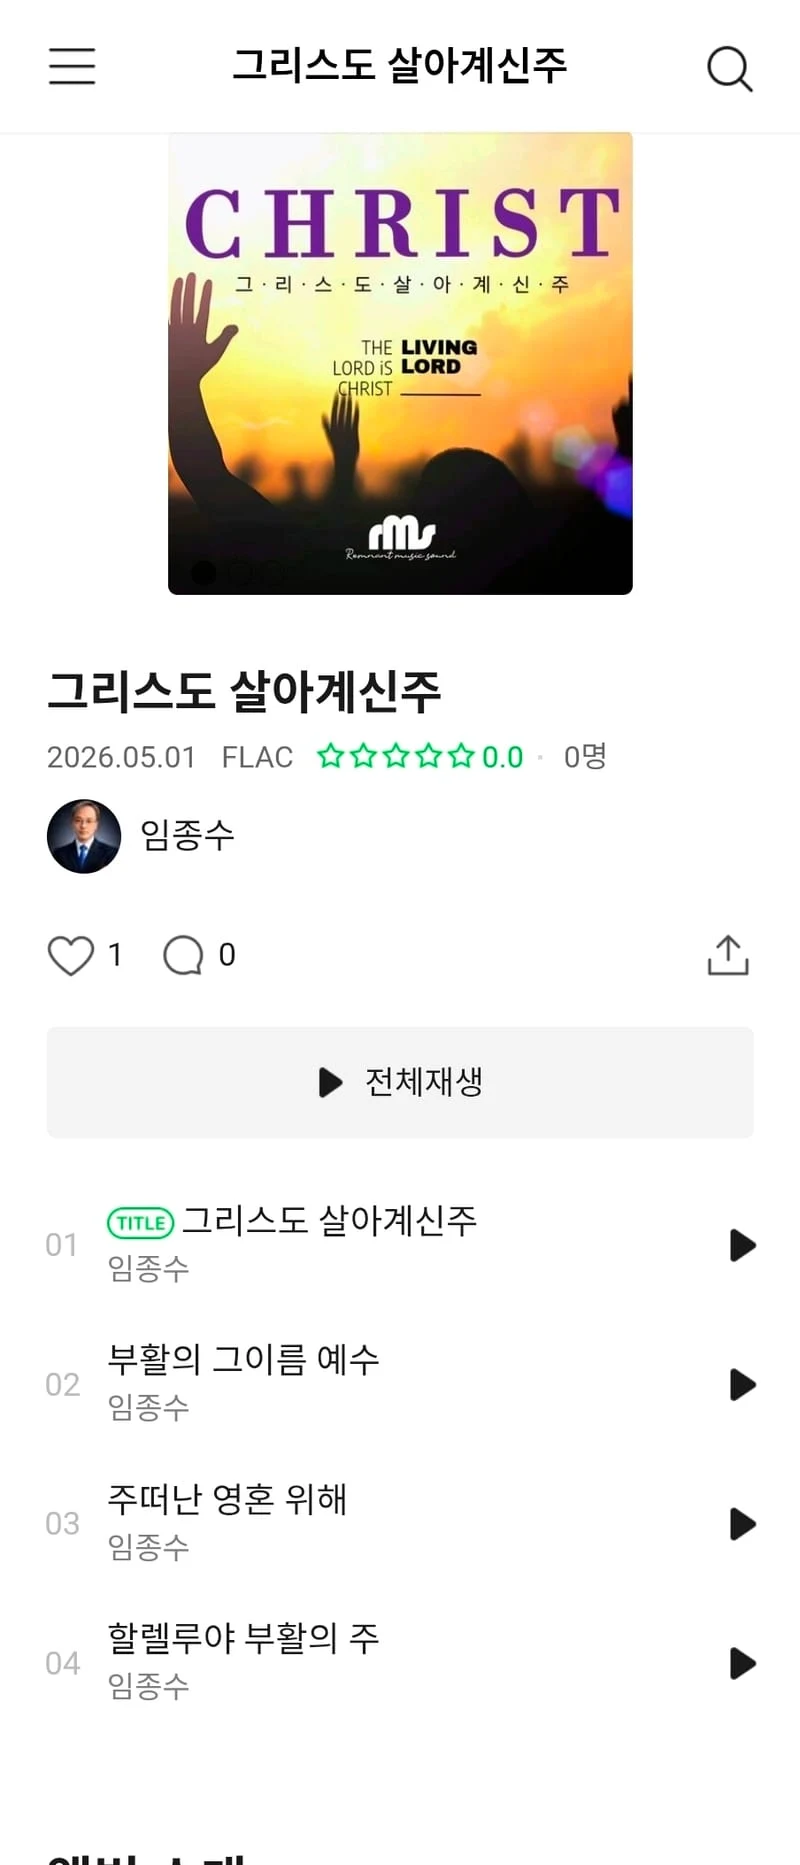 그리스도 살아계신주
CHRIST
그·리·스·도·살·아·계·신·주
THE LIVING
LORD iS LORD
CHRIST
rms
Remnant music sound
그리스도 살아계신주
2026.05.01 FLAC 0.0 · 0명
임종수
1 0
전체재생
01 TITLE 그리스도 살아계신주
임종수
02 부활의 그이름 예수
임종수
03 주떠난 영혼 위해
임종수
04 할렐루야 부활의 주
임종수